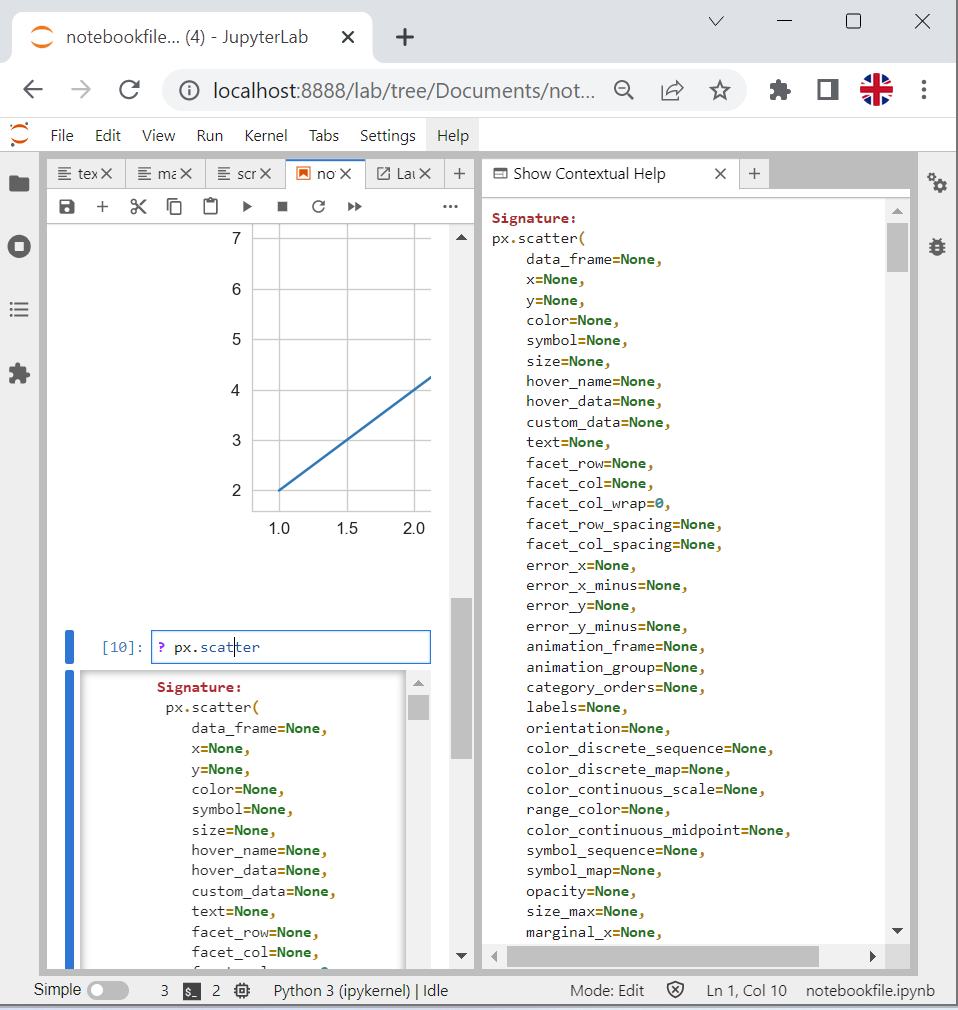 notebookfile... (4) - JupyterLab
localhost:8888/lab/tree/Documents/not...
File Edit View Run Kernel Tabs Settings Help
tex ma scr no Lau
7
6
5
4
3
2
1.0 1.5 2.0
[10]: ? px.scatter
Signature:
px.scatter(
data_frame=None,
x=None,
y=None,
color=None,
symbol=None,
size=None,
hover_name=None,
hover_data=None,
custom_data=None,
text=None,
facet_row=None,
facet_col=None,
Show Contextual Help
Signature:
px.scatter(
data_frame=None,
x=None,
y=None,
color=None,
symbol=None,
size=None,
hover_name=None,
hover_data=None,
custom_data=None,
text=None,
facet_row=None,
facet_col=None,
facet_col_wrap=0,
facet_row_spacing=None,
facet_col_spacing=None,
error_x=None,
error_x_minus=None,
error_y=None,
error_y_minus=None,
animation_frame=None,
animation_group=None,
category_orders=None,
labels=None,
orientation=None,
color_discrete_sequence=None,
color_discrete_map=None,
color_continuous_scale=None,
range_color=None,
color_continuous_midpoint=None,
symbol_sequence=None,
symbol_map=None,
opacity=None,
size_max=None,
marginal_x=None,
Simple 3 2 Python 3 (ipykernel) | Idle Mode: Edit Ln 1, Col 10 notebookfile.ipynb